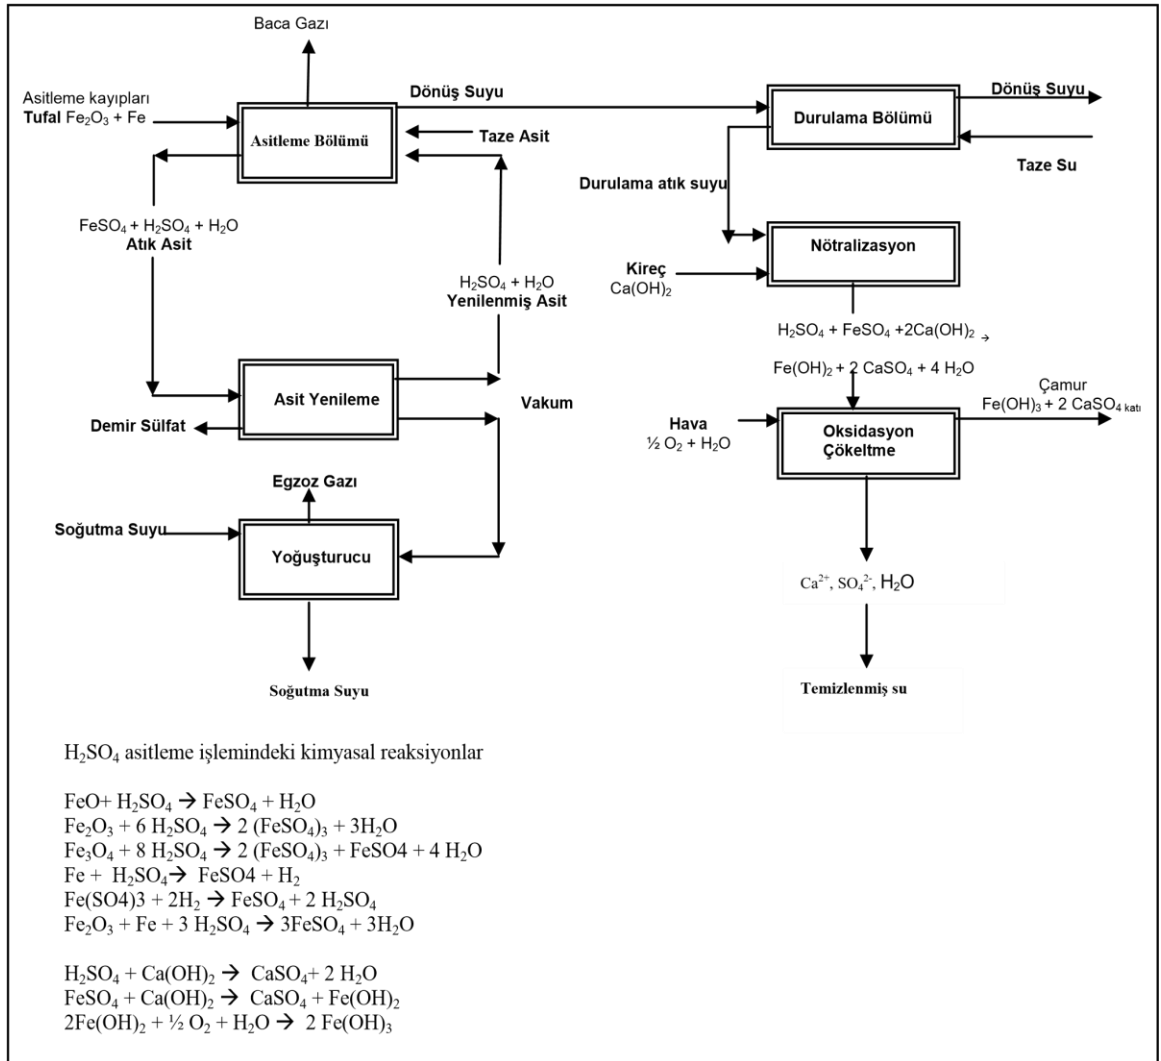 Baca Gazı
Asitleme kayıpları
Tufal Fe₂O₃ + Fe
Asitleme Bölümü
Dönüş Suyu
Taze Asit
Durulama Bölümü
Dönüş Suyu
Taze Su
Durulama atık suyu
FeSO₄ + H₂SO₄ + H₂O
Atık Asit
H₂SO₄ + H₂O
Yenilenmiş Asit
Nötralizasyon
Kireç
Ca(OH)₂
H₂SO₄ + FeSO₄ +2Ca(OH)₂ →
Fe(OH)₂ + 2 CaSO₄ + 4 H₂O
Asit Yenileme
Vakum
Demir Sülfat
Hava
½ O₂ + H₂O
Oksidasyon
Çökeltme
Çamur
Fe(OH)₃ + 2 CaSO₄ katı
Egzoz Gazı
Soğutma Suyu
Yoğuşturucu
Ca²⁺, SO₄²⁻, H₂O
Soğutma Suyu
Temizlenmiş su
H₂SO₄ asitleme işlemindeki kimyasal reaksiyonlar
FeO+ H₂SO₄ → FeSO₄ + H₂O
Fe₂O₃ + 6 H₂SO₄ → 2 (FeSO₄)₃ + 3H₂O
Fe₃O₄ + 8 H₂SO₄ → 2 (FeSO₄)₃ + FeSO4 + 4 H₂O
Fe + H₂SO₄→ FeSO4 + H₂
Fe(SO4)3 + 2H₂ → FeSO₄ + 2 H₂SO₄
Fe₂O₃ + Fe + 3 H₂SO₄ → 3FeSO₄ + 3H₂O
H₂SO₄ + Ca(OH)₂ → CaSO₄+ 2 H₂O
FeSO₄ + Ca(OH)₂ → CaSO₄ + Fe(OH)₂
2Fe(OH)₂ + ½ O₂ + H₂O → 2 Fe(OH)₃